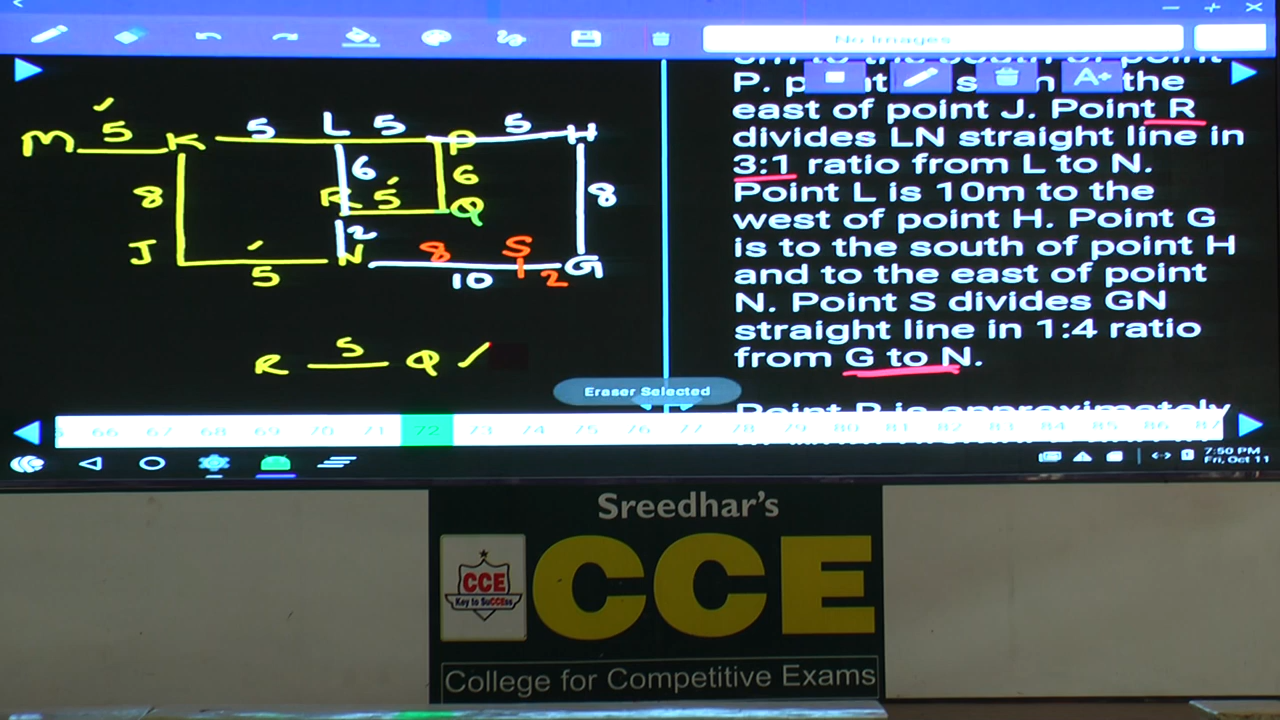 No Images
P. p
the
A+
east of point J. Point R
divides LN straight line in
3:1 ratio from L to N.
Point L is 10m to the
west of point H. Point G
is to the south of point H
and to the east of point
N. Point S divides GN
straight line in 1:4 ratio
from G to N.
M 5 K 5 L 5 P 5 H
8 6 6 8
R 5 Q
J 2 8 S
5 N 10 2 G
R 5 Q
Eraser Selected
66 67 68 69 70 71 72 73 74 75 76 77 78 79 80 81 82 83 84 85 86 87
7:50 PM
Fri, Oct 11
Sreedhar's
CCE
CCE
Key to SuCCEss
College for Competitive Exams